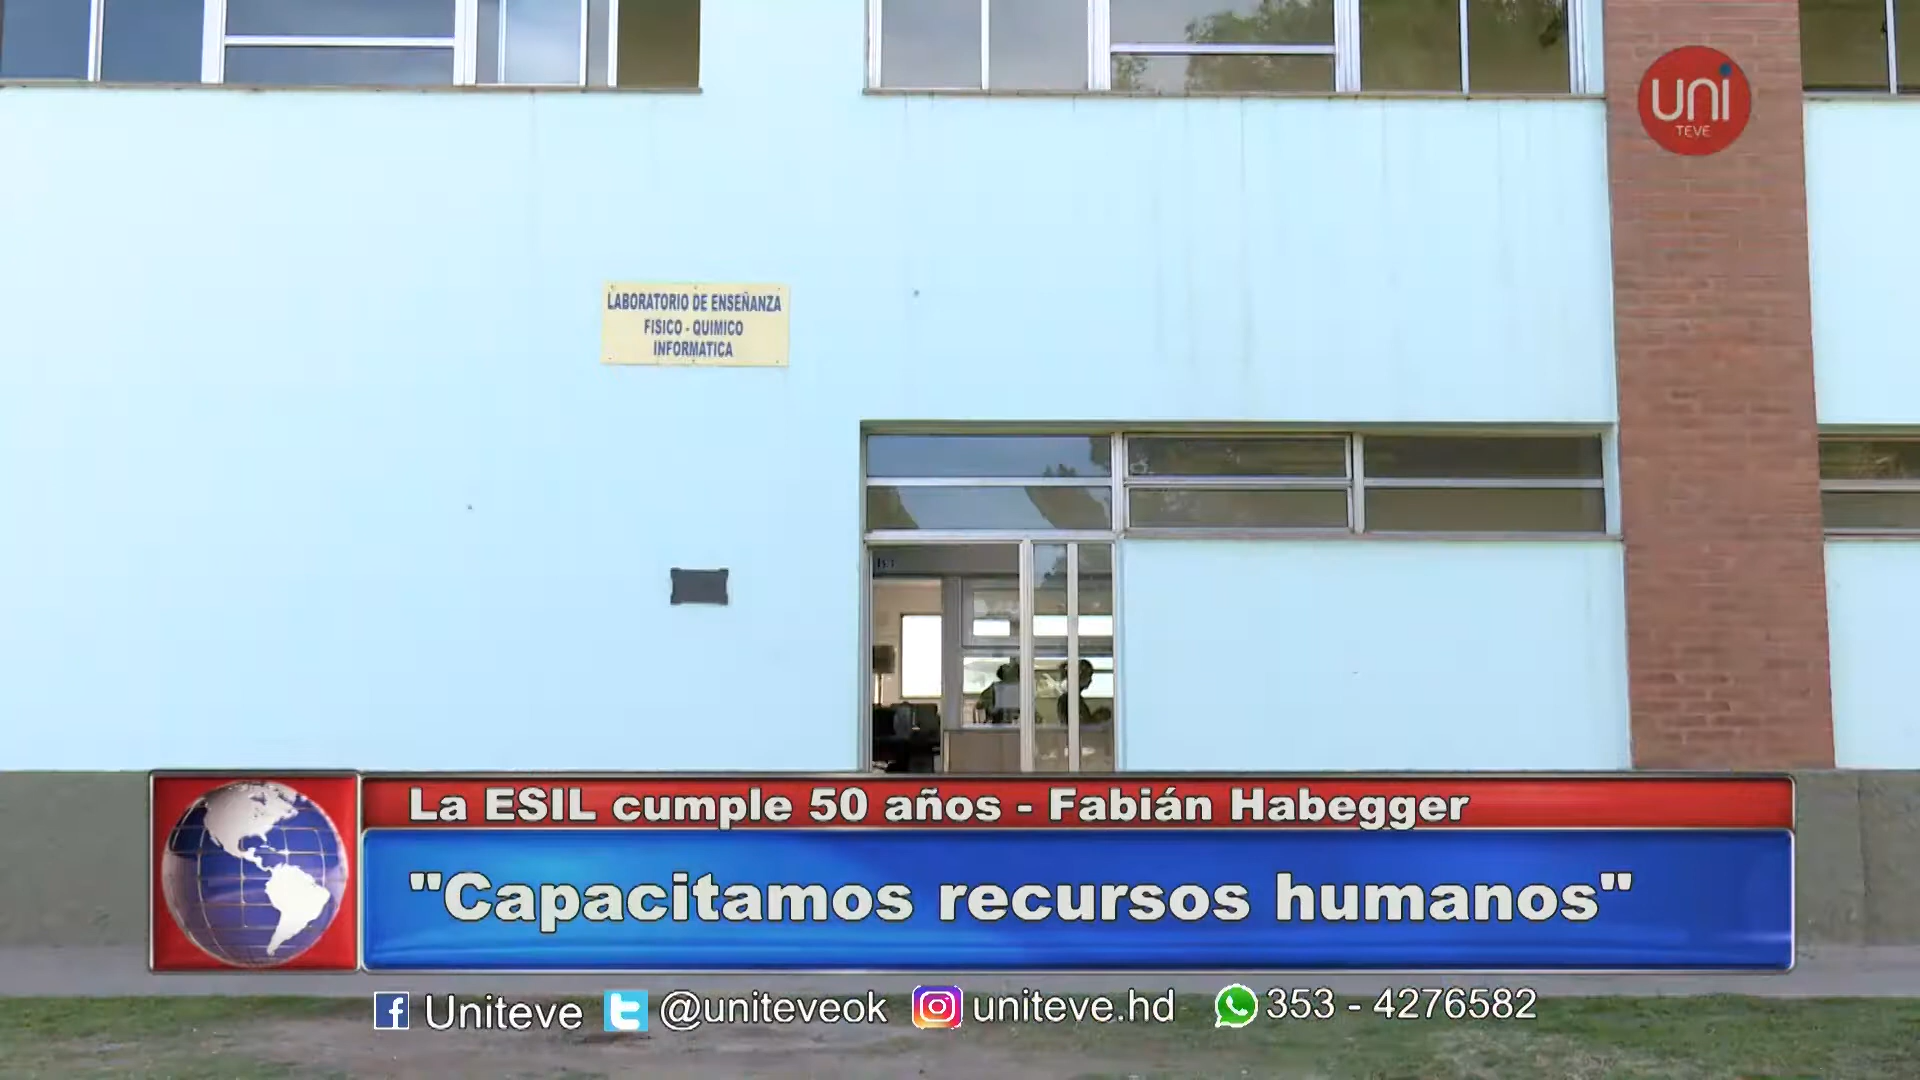 uni
TEVE
LABORATORIO DE ENSEÑANZA
FISICO - QUIMICO
INFORMATICA
La ESIL cumple 50 años - Fabián Habegger
"Capacitamos recursos humanos"
Uniteve @uniteveok uniteve.hd 353 - 4276582